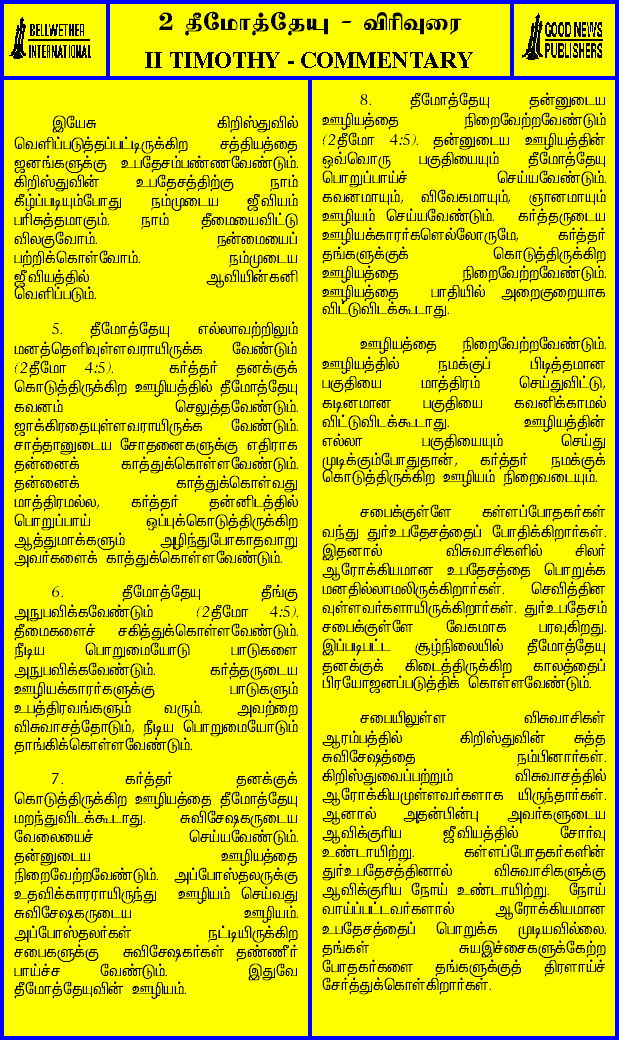 BELLWETHER
INTERNATIONAL
2 தீமோத்தேயு - விரிவுரை
II TIMOTHY - COMMENTARY
GOOD NEWS
PUBLISHERS
இயேசு கிறிஸ்துவில்
வெளிப்படுத்தப்பட்டிருக்கிற சத்தியத்தை
ஜனங்களுக்கு உபதேசம்பண்ணவேண்டும்.
கிறிஸ்துவின் உபதேசத்திற்கு நாம்
கீழ்ப்படியும்போது நம்முடைய ஜீவியம்
பரிசுத்தமாகும். நாம் தீமையைவிட்டு
விலகுவோம். நன்மையைப்
பற்றிக்கொள்வோம். நம்முடைய
ஜீவியத்தில் ஆவியின்கனி
வெளிப்படும்.
5. தீமோத்தேயு எல்லாவற்றிலும்
மனத்தெளிவுள்ளவராயிருக்க வேண்டும்
(2தீமோ 4:5). கர்த்தர் தனக்குக்
கொடுத்திருக்கிற ஊழியத்தில் தீமோத்தேயு
கவனம் செலுத்தவேண்டும்.
ஜாக்கிரதையுள்ளவராயிருக்க வேண்டும்.
சாத்தானுடைய சோதனைகளுக்கு எதிராக
தன்னைக் காத்துக்கொள்ளவேண்டும்.
தன்னைக் காத்துக்கொள்வது
மாத்திரமல்ல, கர்த்தர் தன்னிடத்தில்
பொறுப்பாய் ஒப்புக்கொடுத்திருக்கிற
ஆத்துமாக்களும் அழிந்துபோகாதவாறு
அவர்களைக் காத்துக்கொள்ளவேண்டும்.
6. தீமோத்தேயு தீங்கு
அநுபவிக்கவேண்டும் (2தீமோ 4:5).
தீமைகளைச் சகித்துக்கொள்ளவேண்டும்.
நீடிய பொறுமையோடு பாடுகளை
அநுபவிக்கவேண்டும். கர்த்தருடைய
ஊழியக்காரர்களுக்கு பாடுகளும்
உபத்திரவங்களும் வரும். அவற்றை
விசுவாசத்தோடும், நீடிய பொறுமையோடும்
தாங்கிக்கொள்ளவேண்டும்.
7. கர்த்தர் தனக்குக்
கொடுத்திருக்கிற ஊழியத்தை தீமோத்தேயு
மறந்துவிடக்கூடாது. சுவிசேஷகருடைய
வேலையைச் செய்யவேண்டும்.
தன்னுடைய ஊழியத்தை
நிறைவேற்றவேண்டும். அப்போஸ்தலருக்கு
உதவிக்காரராயிருந்து ஊழியம் செய்வது
சுவிசேஷகருடைய ஊழியம்.
அப்போஸ்தலர்கள் நட்டியிருக்கிற
சபைகளுக்கு சுவிசேஷகர்கள் தண்ணீர்
பாய்ச்ச வேண்டும். இதுவே
தீமோத்தேயுவின் ஊழியம்.
8. தீமோத்தேயு தன்னுடைய
ஊழியத்தை நிறைவேற்றவேண்டும்
(2தீமோ 4:5). தன்னுடைய ஊழியத்தின்
ஒவ்வொரு பகுதியையும் தீமோத்தேயு
பொறுப்பாய்ச் செய்யவேண்டும்.
கவனமாயும், விவேகமாயும், ஞானமாயும்
ஊழியம் செய்யவேண்டும். கர்த்தருடைய
ஊழியக்காரர்களெல்லோருமே, கர்த்தர்
தங்களுக்குக் கொடுத்திருக்கிற
ஊழியத்தை நிறைவேற்றவேண்டும்.
ஊழியத்தை பாதியில் அறைகுறையாக
விட்டுவிடக்கூடாது.
ஊழியத்தை நிறைவேற்றவேண்டும்.
ஊழியத்தில் நமக்குப் பிடித்தமான
பகுதியை மாத்திரம் செய்துவிட்டு,
கடினமான பகுதியை கவனிக்காமல்
விட்டுவிடக்கூடாது. ஊழியத்தின்
எல்லா பகுதியையும் செய்து
முடிக்கும்போதுதான், கர்த்தர் நமக்குக்
கொடுத்திருக்கிற ஊழியம் நிறைவடையும்.
சபைக்குள்ளே கள்ளப்போதகர்கள்
வந்து துர்உபதேசத்தைப் போதிக்கிறார்கள்.
இதனால் விசுவாசிகளில் சிலர்
ஆரோக்கியமான உபதேசத்தை பொறுக்க
மனதில்லாமலிருக்கிறார்கள். செவித்தின
வுள்ளவர்களாயிருக்கிறார்கள். துர்உபதேசம்
சபைக்குள்ளே வேகமாக பரவுகிறது.
இப்படிபட்ட சூழ்நிலையில் தீமோத்தேயு
தனக்குக் கிடைத்திருக்கிற காலத்தைப்
பிரயோஜனப்படுத்திக் கொள்ளவேண்டும்.
சபையிலுள்ள விசுவாசிகள்
ஆரம்பத்தில் கிறிஸ்துவின் சுத்த
சுவிசேஷத்தை நம்பினார்கள்.
கிறிஸ்துவைப்பற்றும் விசுவாசத்தில்
ஆரோக்கியமுள்ளவர்களாக யிருந்தார்கள்.
ஆனால் அதன்பின்பு அவர்களுடைய
ஆவிக்குரிய ஜீவியத்தில் சோர்வு
உண்டாயிற்று. கள்ளப்போதகர்களின்
துர்உபதேசத்தினால் விசுவாசிகளுக்கு
ஆவிக்குரிய நோய் உண்டாயிற்று. நோய்
வாய்ப்பட்டவர்களால் ஆரோக்கியமான
உபதேசத்தைப் பொறுக்க முடியவில்லை.
தங்கள் சுயஇச்சைகளுக்கேற்ற
போதகர்களை தங்களுக்குத் திரளாய்ச்
சேர்த்துக்கொள்கிறார்கள்.